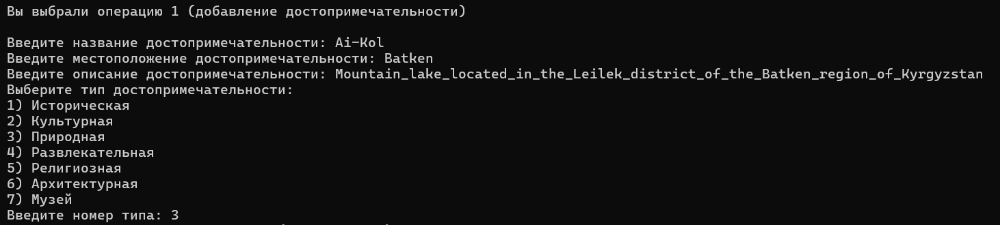 Вы выбрали операцию 1 (добавление достопримечательности)
Введите название достопримечательности: Ai-Kol
Введите местоположение достопримечательности: Batken
Введите описание достопримечательности: Mountain_lake_located_in_the_Leilek_district_of_the_Batken_region_of_Kyrgyzstan
Выберите тип достопримечательности:
1) Историческая
2) Культурная
3) Природная
4) Развлекательная
5) Религиозная
6) Архитектурная
7) Музей
Введите номер типа: 3